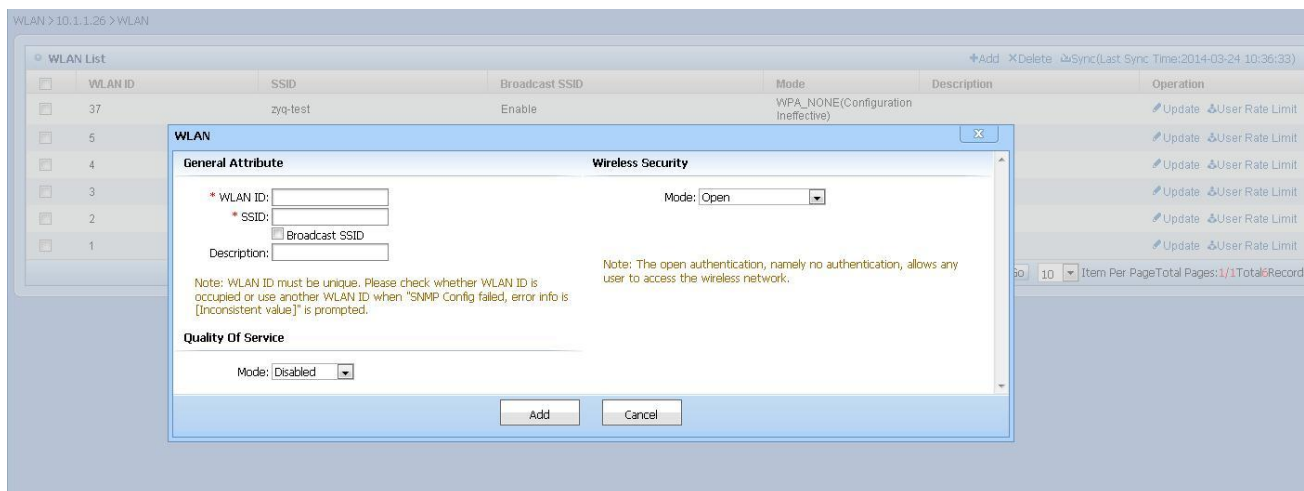 WLAN > 10.1.1.26 > WLAN
WLAN List
Add Delete Sync(Last Sync Time:2014-03-24 10:36:33)
WLAN ID SSID Broadcast SSID Mode Description Operation
37 zyq-test Enable WPA_NONE(Configuration Ineffective) Update User Rate Limit
5 Update User Rate Limit
4 Update User Rate Limit
3 Update User Rate Limit
2 Update User Rate Limit
1 Update User Rate Limit
10 Item Per PageTotal Pages:1/1Total6Record
WLAN
General Attribute
* WLAN ID:
* SSID:
Broadcast SSID
Description:
Note: WLAN ID must be unique. Please check whether WLAN ID is
occupied or use another WLAN ID when "SNMP Config failed, error info is
[Inconsistent value]" is prompted.
Quality Of Service
Mode: Disabled
Wireless Security
Mode: Open
Note: The open authentication, namely no authentication, allows any
user to access the wireless network.
Add Cancel